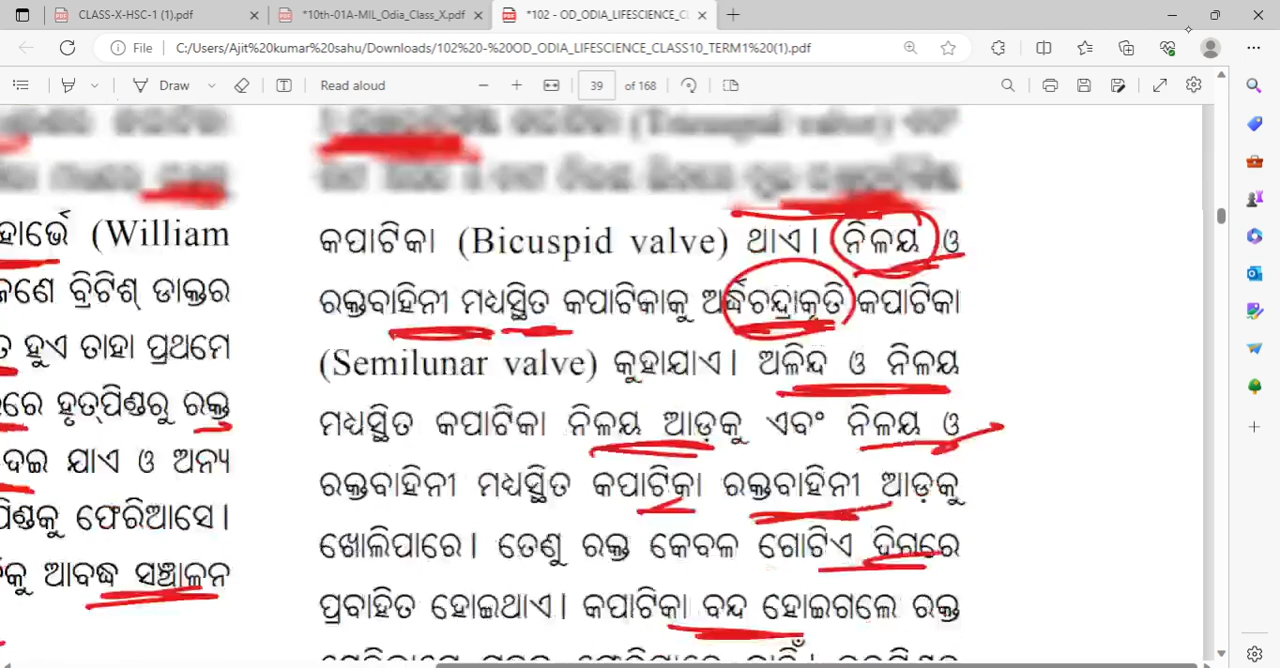 CLASS-X-HSC-1 (1).pdf
*10th-01A-MIL_Odia_Class_X.pdf
*102 - OD_ODIA_LIFESCIENCE_CL
File
C:/Users/Ajit%20kumar%20sahu/Downloads/102%20-%20OD_ODIA_LIFESCIENCE_CLASS10_TERM1%20(1).pdf
Draw
Read aloud
39 of 168
ହାର୍ଭେ (William
ଜଣେ ବ୍ରିଟିଶ୍ ଡାକ୍ତର
ହୁଏ ତାହା ପ୍ରଥମେ
ରେ ହୃତ୍‌ପିଣ୍ଡରୁ ରକ୍ତ
ଦଇ ଯାଏ ଓ ଅନ୍ୟ
ପିଣ୍ଡକୁ ଫେରିଆସେ।
କୁ ଆବଦ୍ଧ ସଞ୍ଚାଳନ
(Tricuspid valve)
କପାଟିକା (Bicuspid valve) ଥାଏ। ନିଳୟ ଓ
ରକ୍ତବାହିନୀ ମଧ୍ୟସ୍ଥିତ କପାଟିକାକୁ ଅର୍ଦ୍ଧଚନ୍ଦ୍ରାକୃତି କପାଟିକା
(Semilunar valve) କୁହାଯାଏ। ଅଳିନ୍ଦ ଓ ନିଳୟ
ମଧ୍ୟସ୍ଥିତ କପାଟିକା ନିଳୟ ଆଡ଼କୁ ଏବଂ ନିଳୟ ଓ
ରକ୍ତବାହିନୀ ମଧ୍ୟସ୍ଥିତ କପାଟିକା ରକ୍ତବାହିନୀ ଆଡ଼କୁ
ଖୋଲିପାରେ। ତେଣୁ ରକ୍ତ କେବଳ ଗୋଟିଏ ଦିଗରେ
ପ୍ରବାହିତ ହୋଇଥାଏ। କପାଟିକା ବନ୍ଦ ହୋଇଗଲେ ରକ୍ତ